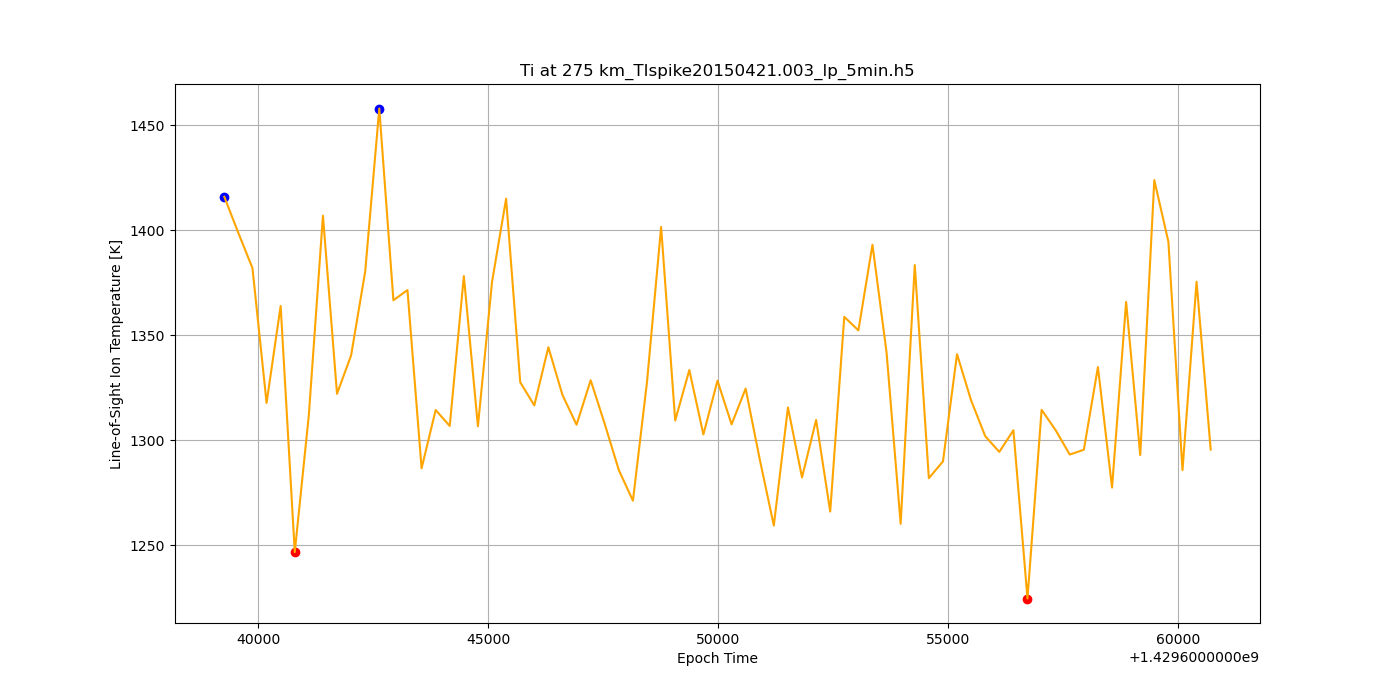 Ti at 275 km_TIspike20150421.003_lp_5min.h5
1450
1400
1350
1300
1250
Line-of-Sight Ion Temperature [K]
40000 45000 50000 55000 60000
Epoch Time
+1.4296000000e9